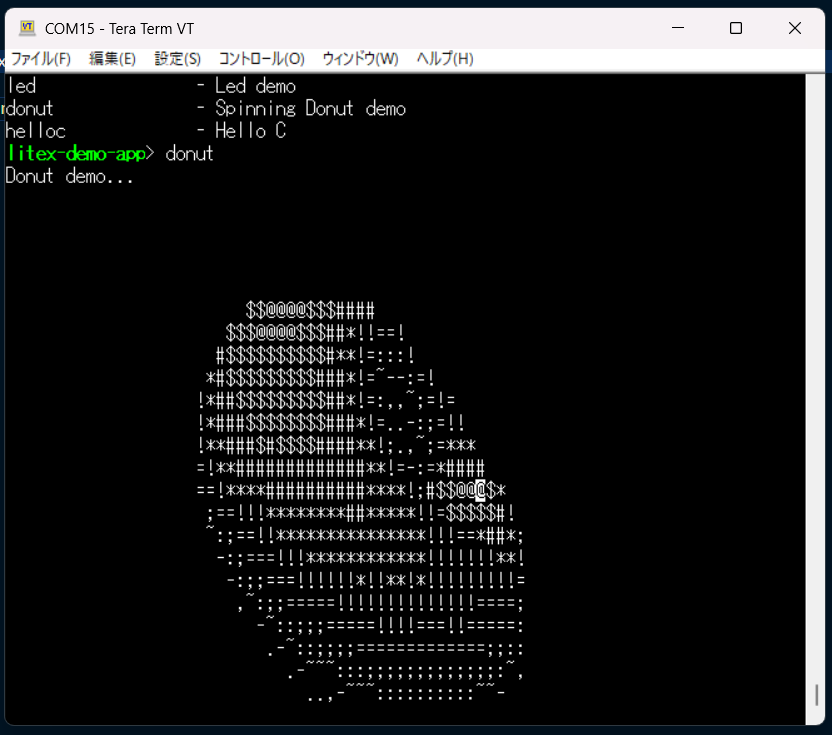 COM15 - Tera Term VT
ファイル(F) 編集(E) 設定(S) コントロール(O) ウィンドウ(W) ヘルプ(H)
led                - Led demo
donut              - Spinning Donut demo
helloc             - Hello C
litex-demo-app> donut
Donut demo...
                        $$@@@@$$$####
                      $$$@@@@$$$##*!!==!
                     #$$$$$$$$$$#**!=:::!
                    *#$$$$$$$$$###*!=~--:=!
                   !*##$$$$$$$$$##*!=:,,~;=!=
                   !*###$$$$$$$$###*!=..-:;=!!
                   !**###$#$$$$####**!;.,~;=***
                   =!**#############**!=-:=*####
                   ==!****##########****!;#$$@@@$*
                    ;==!!!********##*****!!=$$$$$#!
                    ~:;==!!***************!!!==*##*;
                     -:;===!!!************!!!!!!!**!
                      -:;;===!!!!!!*!!**!*!!!!!!!!!=
                       ,~:;;=====!!!!!!!!!!!!!!====;
                         -~::;;;=====!!!!===!!=====:
                          .-~::;;;;=============;;::
                            .-~~~:::;;;;;;;;;;;;;:~,
                              ..,-~~~::::::::::~~-